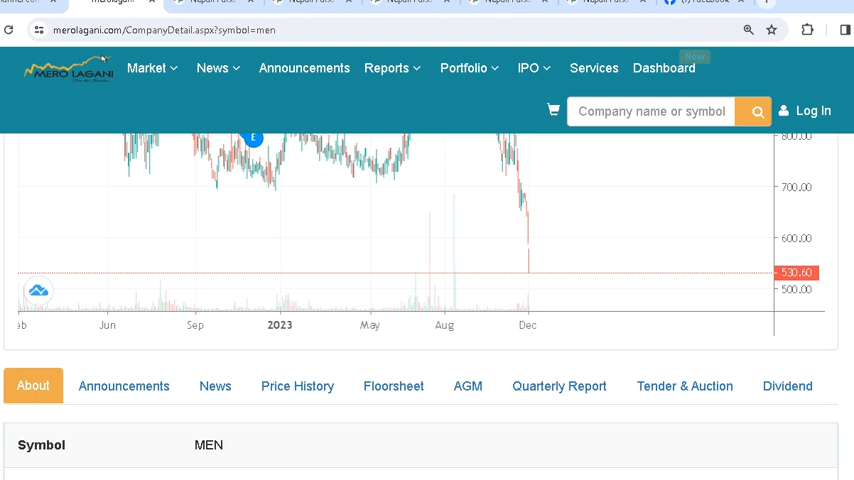 merolagani.com/CompanyDetail.aspx?symbol=men
New
MERO LAGANI Market News Announcements Reports Portfolio IPO Services Dashboard
Company name or symbol Log In
E
800.00
700.00
600.00
530.60
500.00
Jun Sep 2023 May Aug Dec
About Announcements News Price History Floorsheet AGM Quarterly Report Tender & Auction Dividend
Symbol MEN